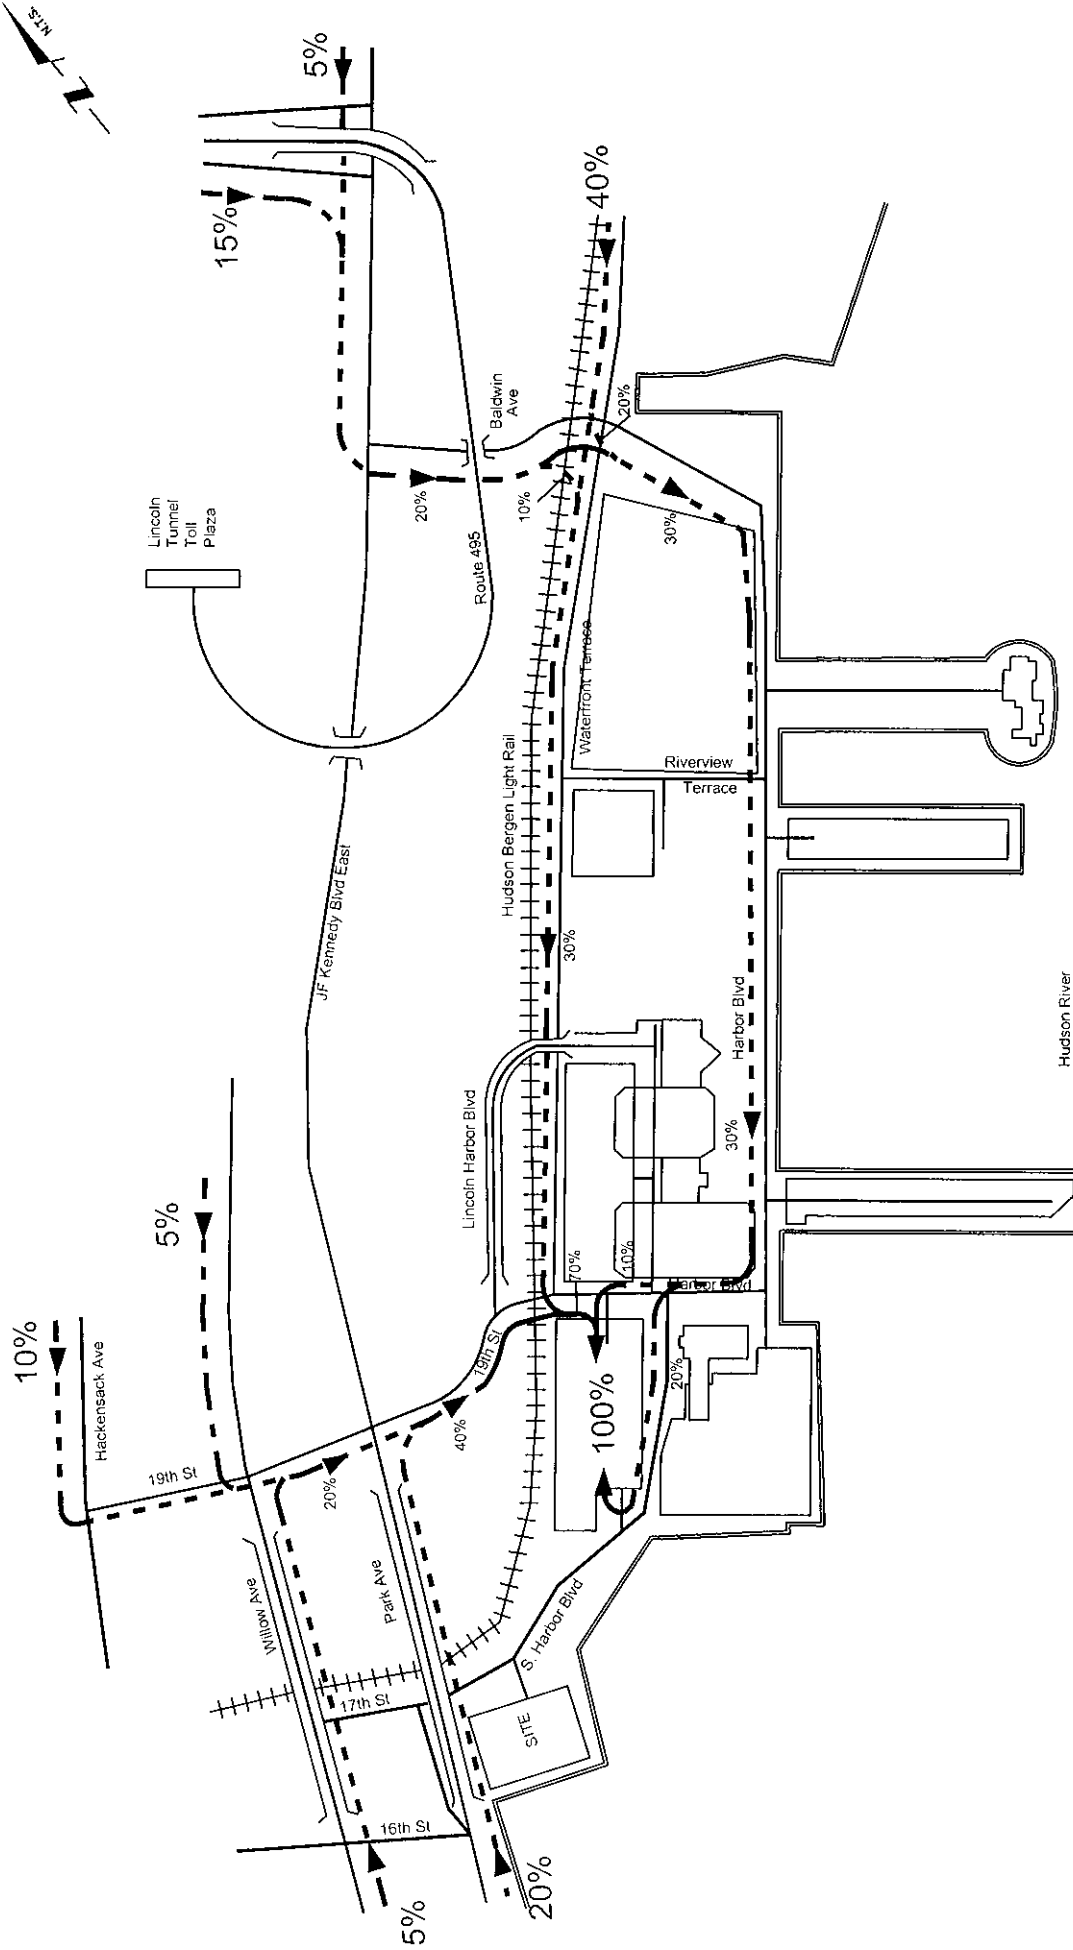 N.T.S.
Z
5%
15%
40%
Baldwin
Ave
20%
Lincoln
Tunnel
Toll
Plaza
20%
10%
30%
Route 495
Waterfront Terrace
Hudson Bergen Light Rail
Riverview
Terrace
JF Kennedy Blvd East
30%
Harbor Blvd
Hudson River
Lincoln Harbor Blvd
30%
5%
70%
10%
Harbor Blvd
10%
Hackensack Ave
19th St
19th St
20%
40%
100%
20%
Willow Ave
Park Ave
S. Harbor Blvd
17th St
SITE
16th St
5%
20%